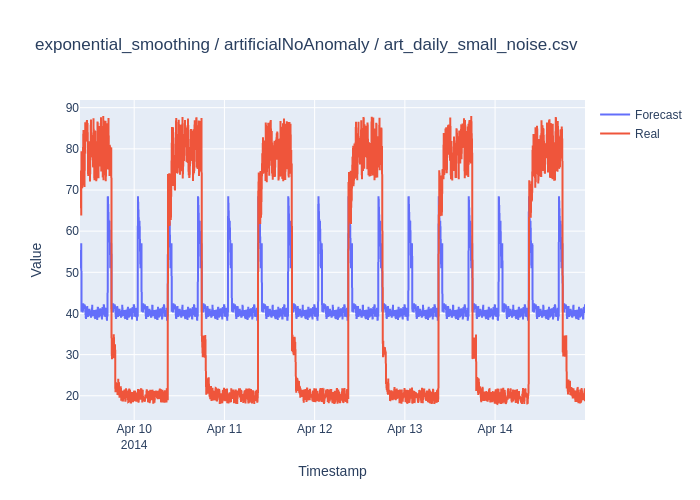 exponential_smoothing / artificialNoAnomaly / art_daily_small_noise.csv
Forecast
Real
Value
90
80
70
60
50
40
30
20
Apr 10
2014
Apr 11
Apr 12
Apr 13
Apr 14
Timestamp